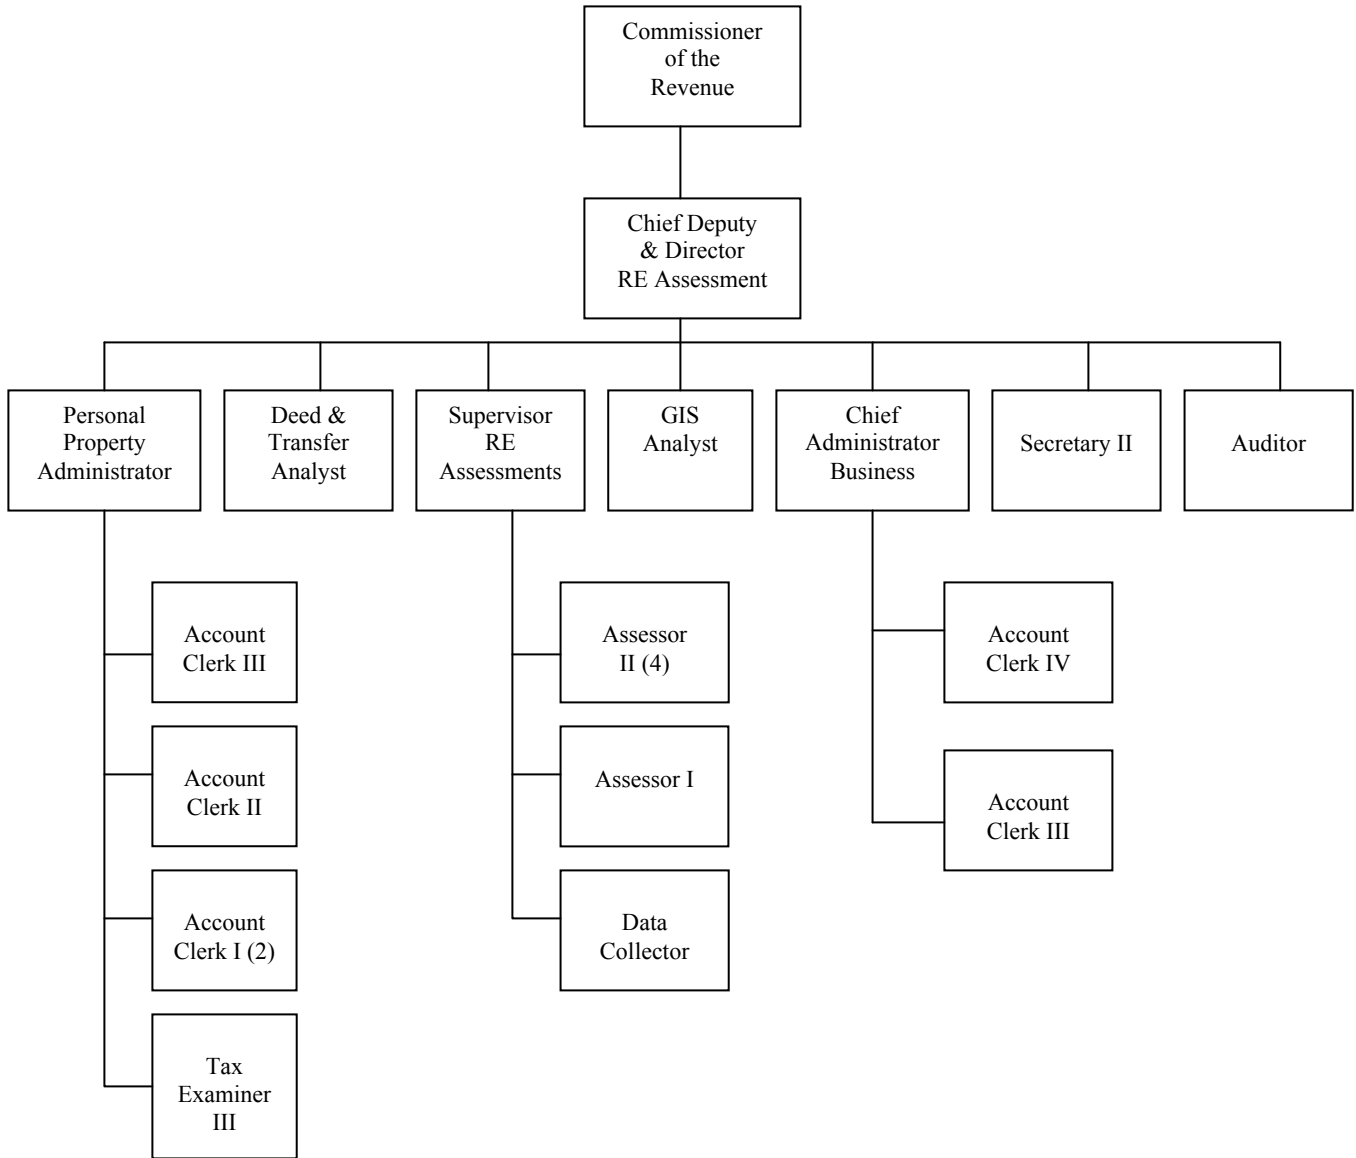 Commissioner
of the
Revenue
Chief Deputy
& Director
RE Assessment
Personal
Property
Administrator
Deed &
Transfer
Analyst
Supervisor
RE
Assessments
GIS
Analyst
Chief
Administrator
Business
Secretary II
Auditor
Account
Clerk III
Account
Clerk II
Account
Clerk I (2)
Tax
Examiner
III
Assessor
II (4)
Assessor I
Data
Collector
Account
Clerk IV
Account
Clerk III